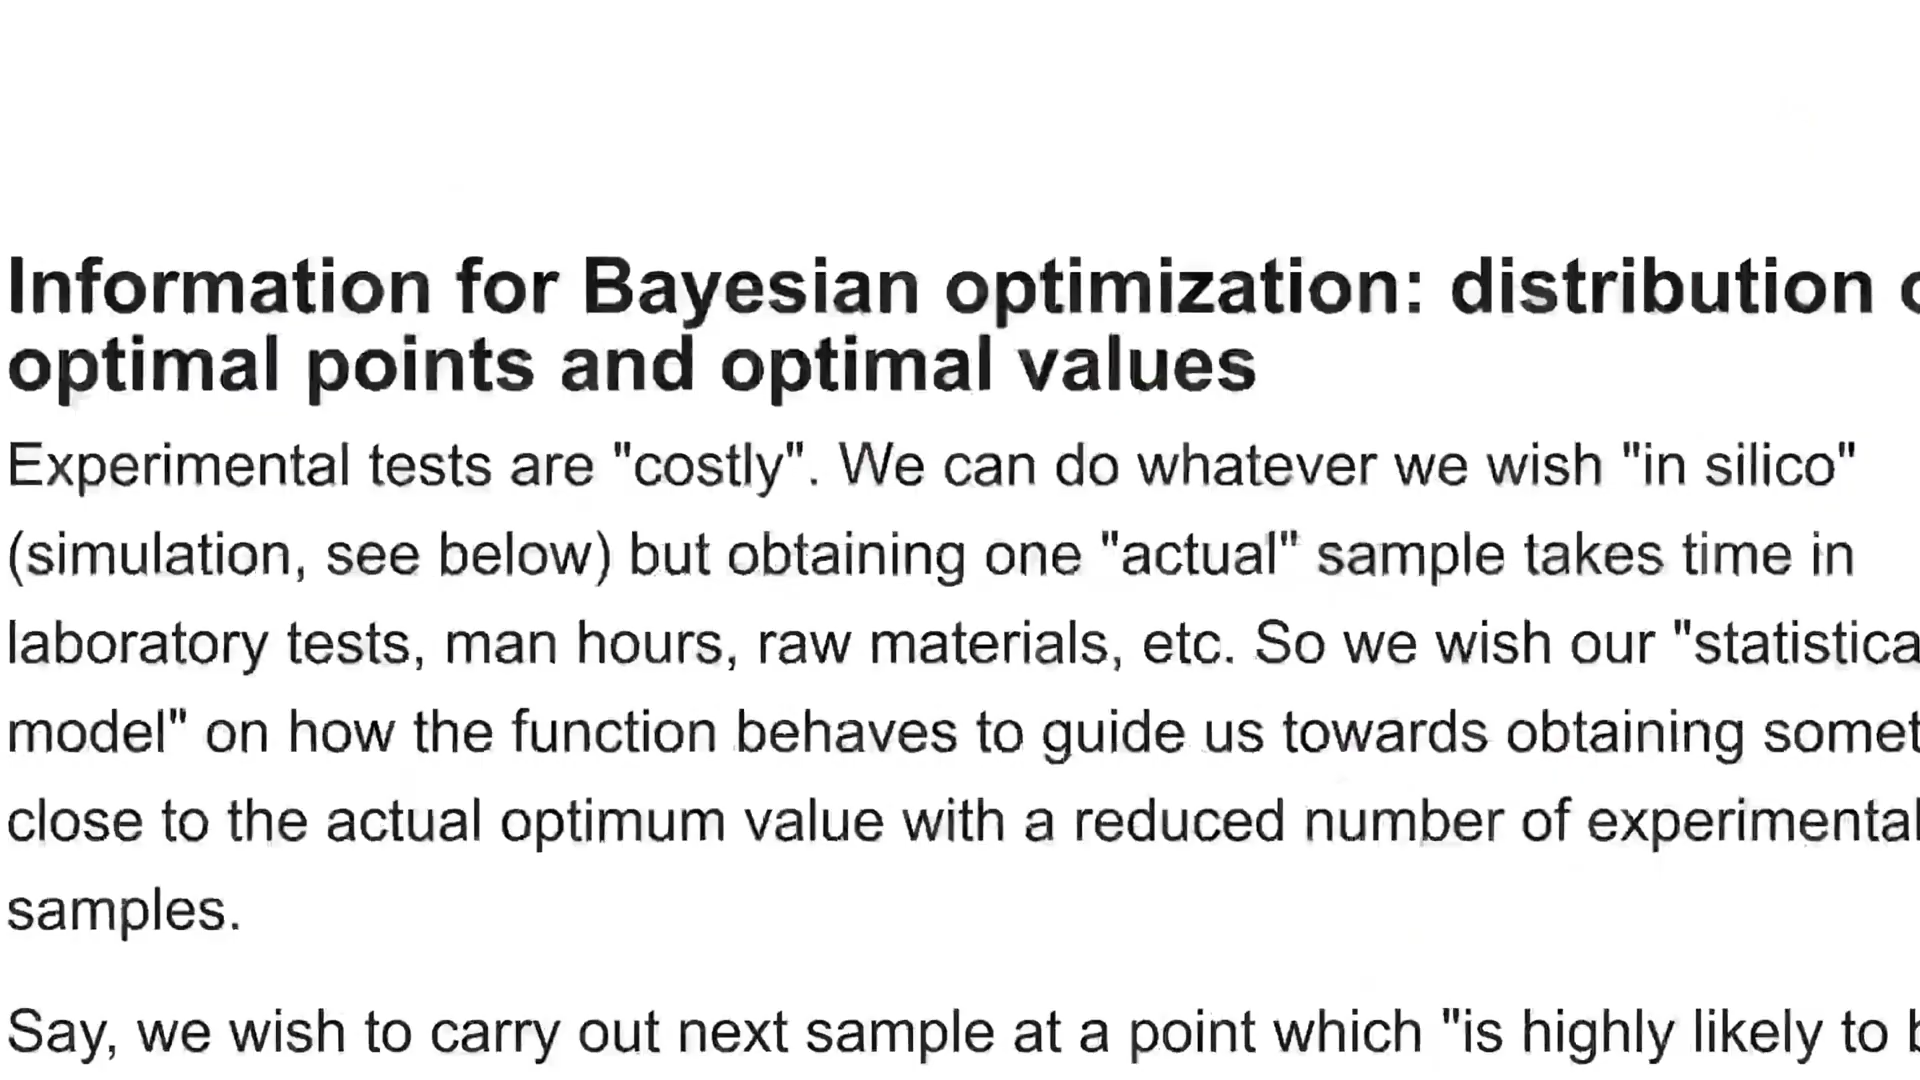 Information for Bayesian optimization: distribution
optimal points and optimal values
Experimental tests are "costly". We can do whatever we wish "in silico"
(simulation, see below) but obtaining one "actual" sample takes time in
laboratory tests, man hours, raw materials, etc. So we wish our "statistica
model" on how the function behaves to guide us towards obtaining somet
close to the actual optimum value with a reduced number of experimental
samples.
Say, we wish to carry out next sample at a point which "is highly likely to